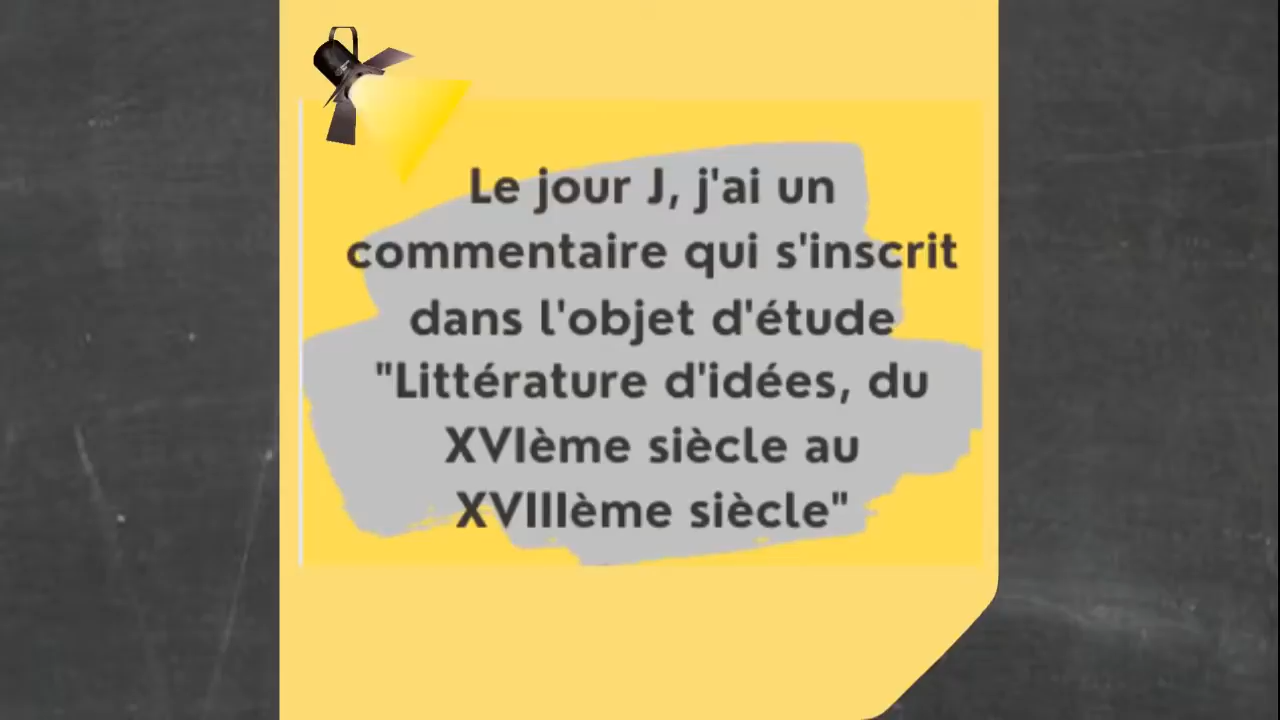 Le jour J, j'ai un
commentaire qui s'inscrit
dans l'objet d'étude
"Littérature d'idées, du
XVIème siècle au
XVIIIème siècle"